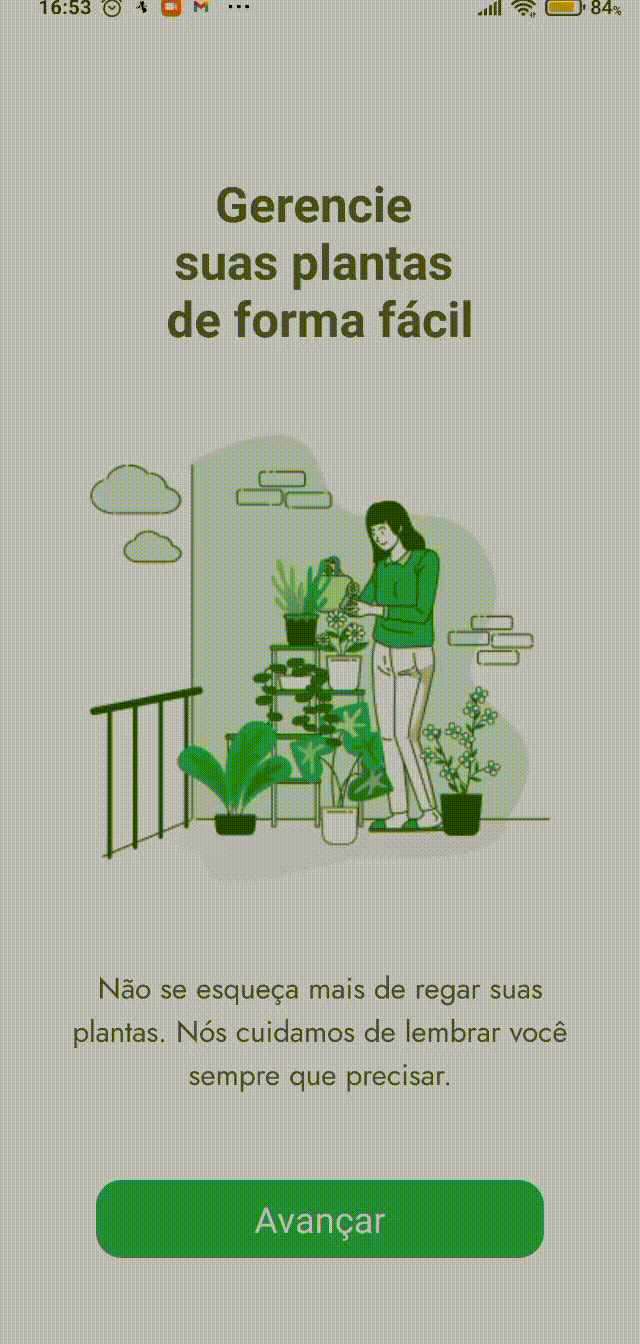 16:53
84%
Gerencie
suas plantas
de forma fácil
Não se esqueça mais de regar suas
plantas. Nós cuidamos de lembrar você
sempre que precisar.
Avançar